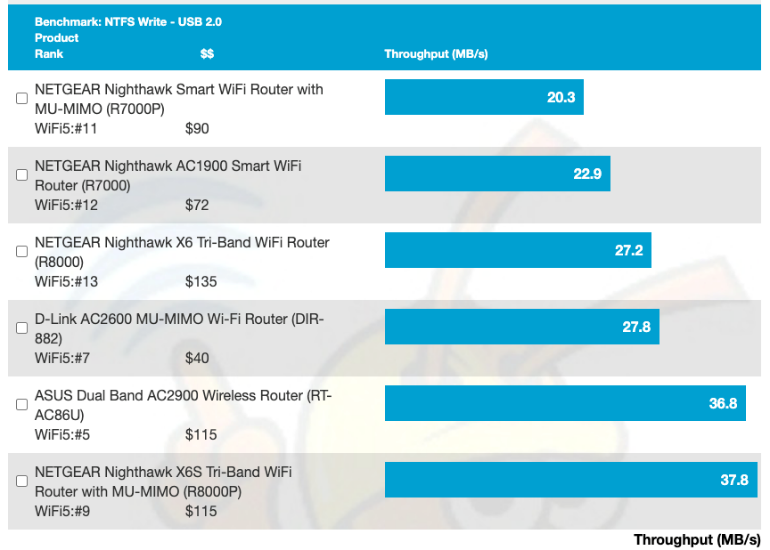 Benchmark: NTFS Write - USB 2.0
Product
Rank $$ Throughput (MB/s)
NETGEAR Nighthawk Smart WiFi Router with
MU-MIMO (R7000P)
WiFi5:#11 $90
20.3
NETGEAR Nighthawk AC1900 Smart WiFi
Router (R7000)
WiFi5:#12 $72
22.9
NETGEAR Nighthawk X6 Tri-Band WiFi Router
(R8000)
WiFi5:#13 $135
27.2
D-Link AC2600 MU-MIMO Wi-Fi Router (DIR-
882)
WiFi5:#7 $40
27.8
ASUS Dual Band AC2900 Wireless Router (RT-
AC86U)
WiFi5:#5 $115
36.8
NETGEAR Nighthawk X6S Tri-Band WiFi
Router with MU-MIMO (R8000P)
WiFi5:#9 $115
37.8
Throughput (MB/s)